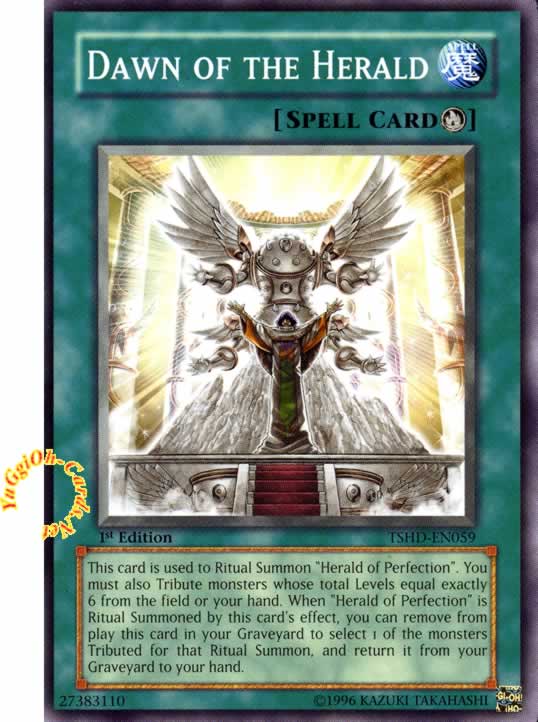 DAWN OF THE HERALD
SPELL
魔
[SPELL CARD]
YuGgiOh-Cards.Net
1st Edition
TSHD-EN059
This card is used to Ritual Summon "Herald of Perfection". You
must also Tribute monsters whose total Levels equal exactly
6 from the field or your hand. When "Herald of Perfection" is
Ritual Summoned by this card's effect, you can remove from
play this card in your Graveyard to select 1 of the monsters
Tributed for that Ritual Summon, and return it from your
Graveyard to your hand.
27383110
©1996 KAZUKI TAKAHASHI